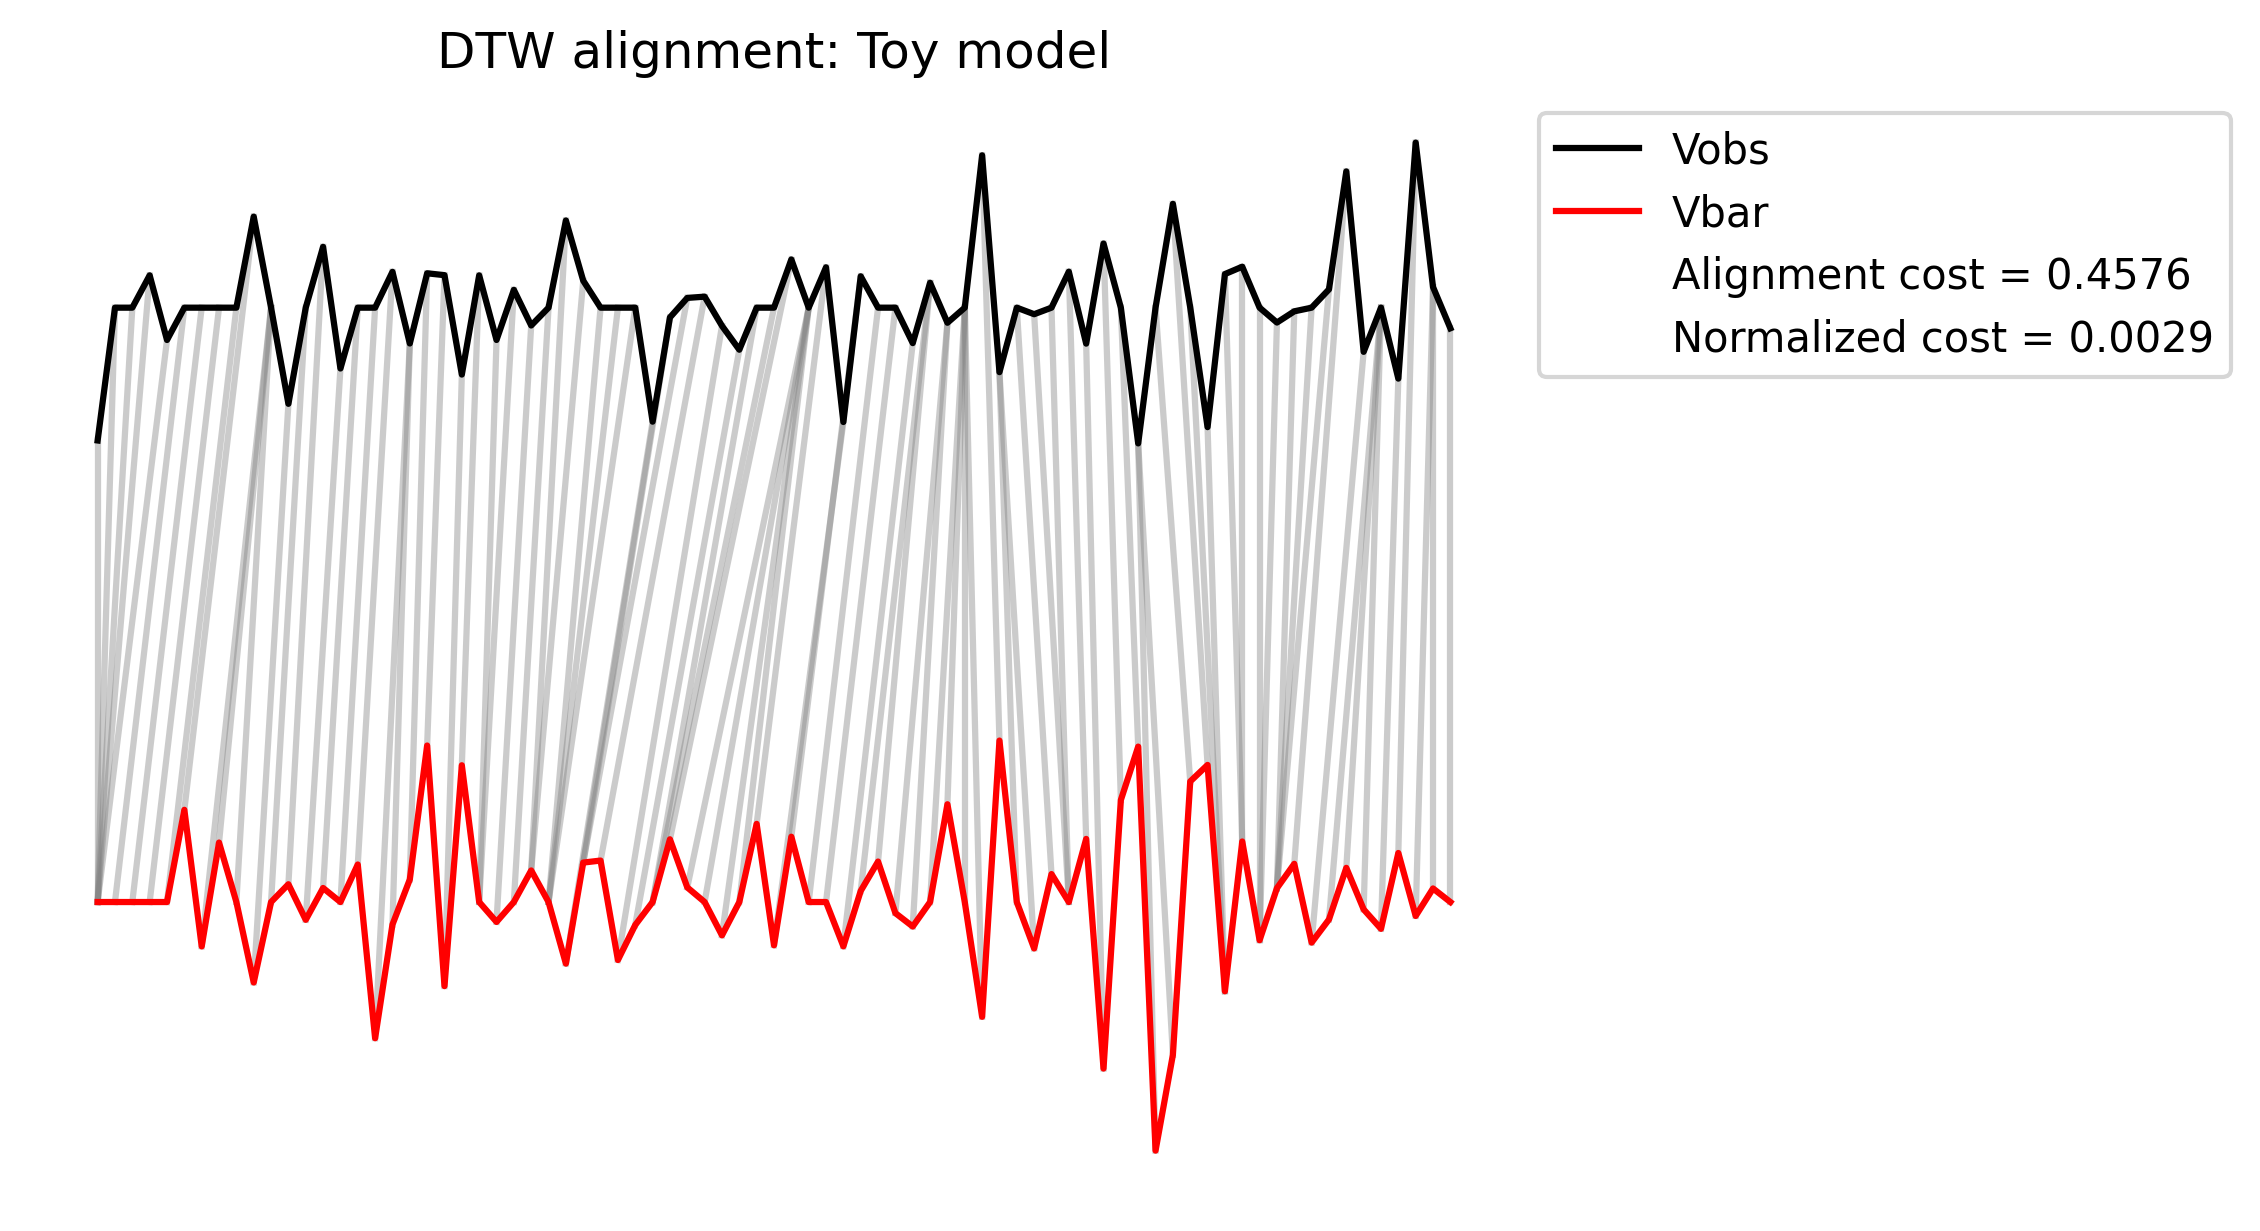 DTW alignment: Toy model
Vobs
Vbar
Alignment cost = 0.4576
Normalized cost = 0.0029